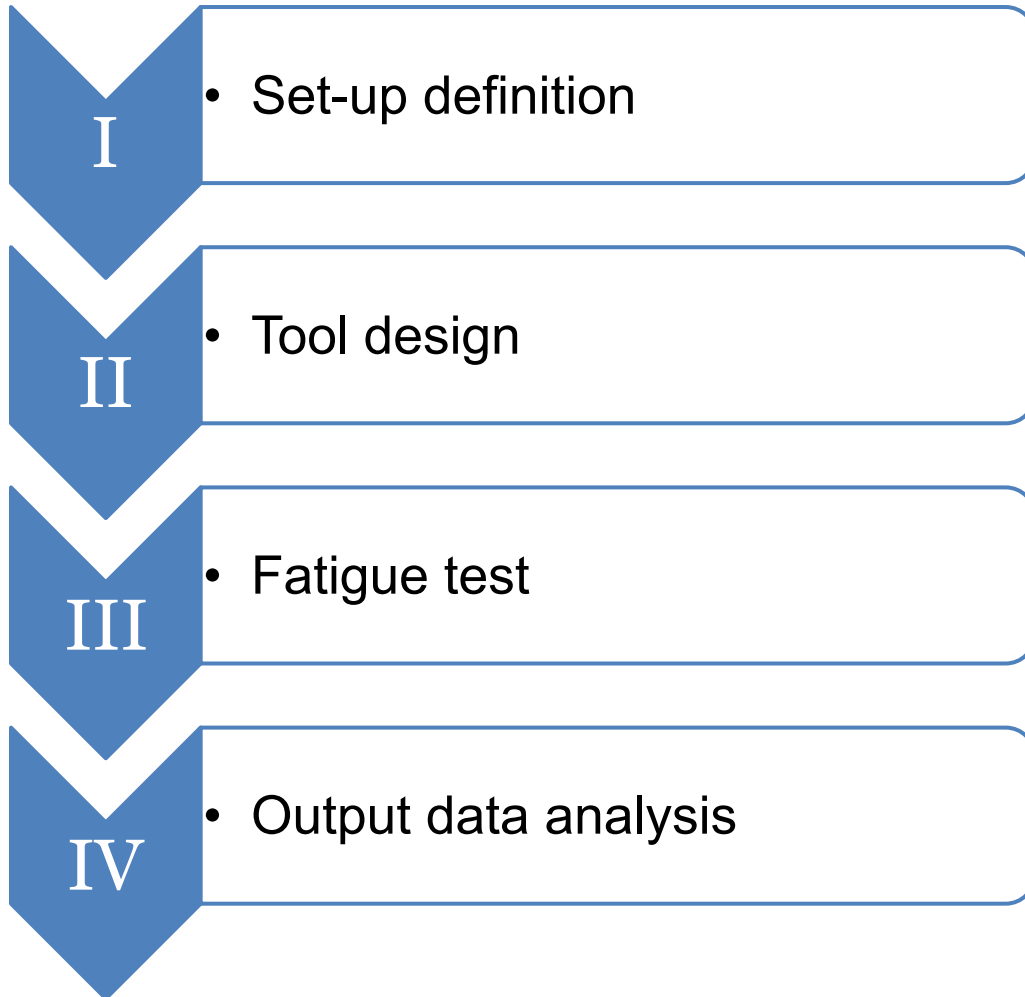 I
• Set-up definition
II
• Tool design
III
• Fatigue test
IV
• Output data analysis